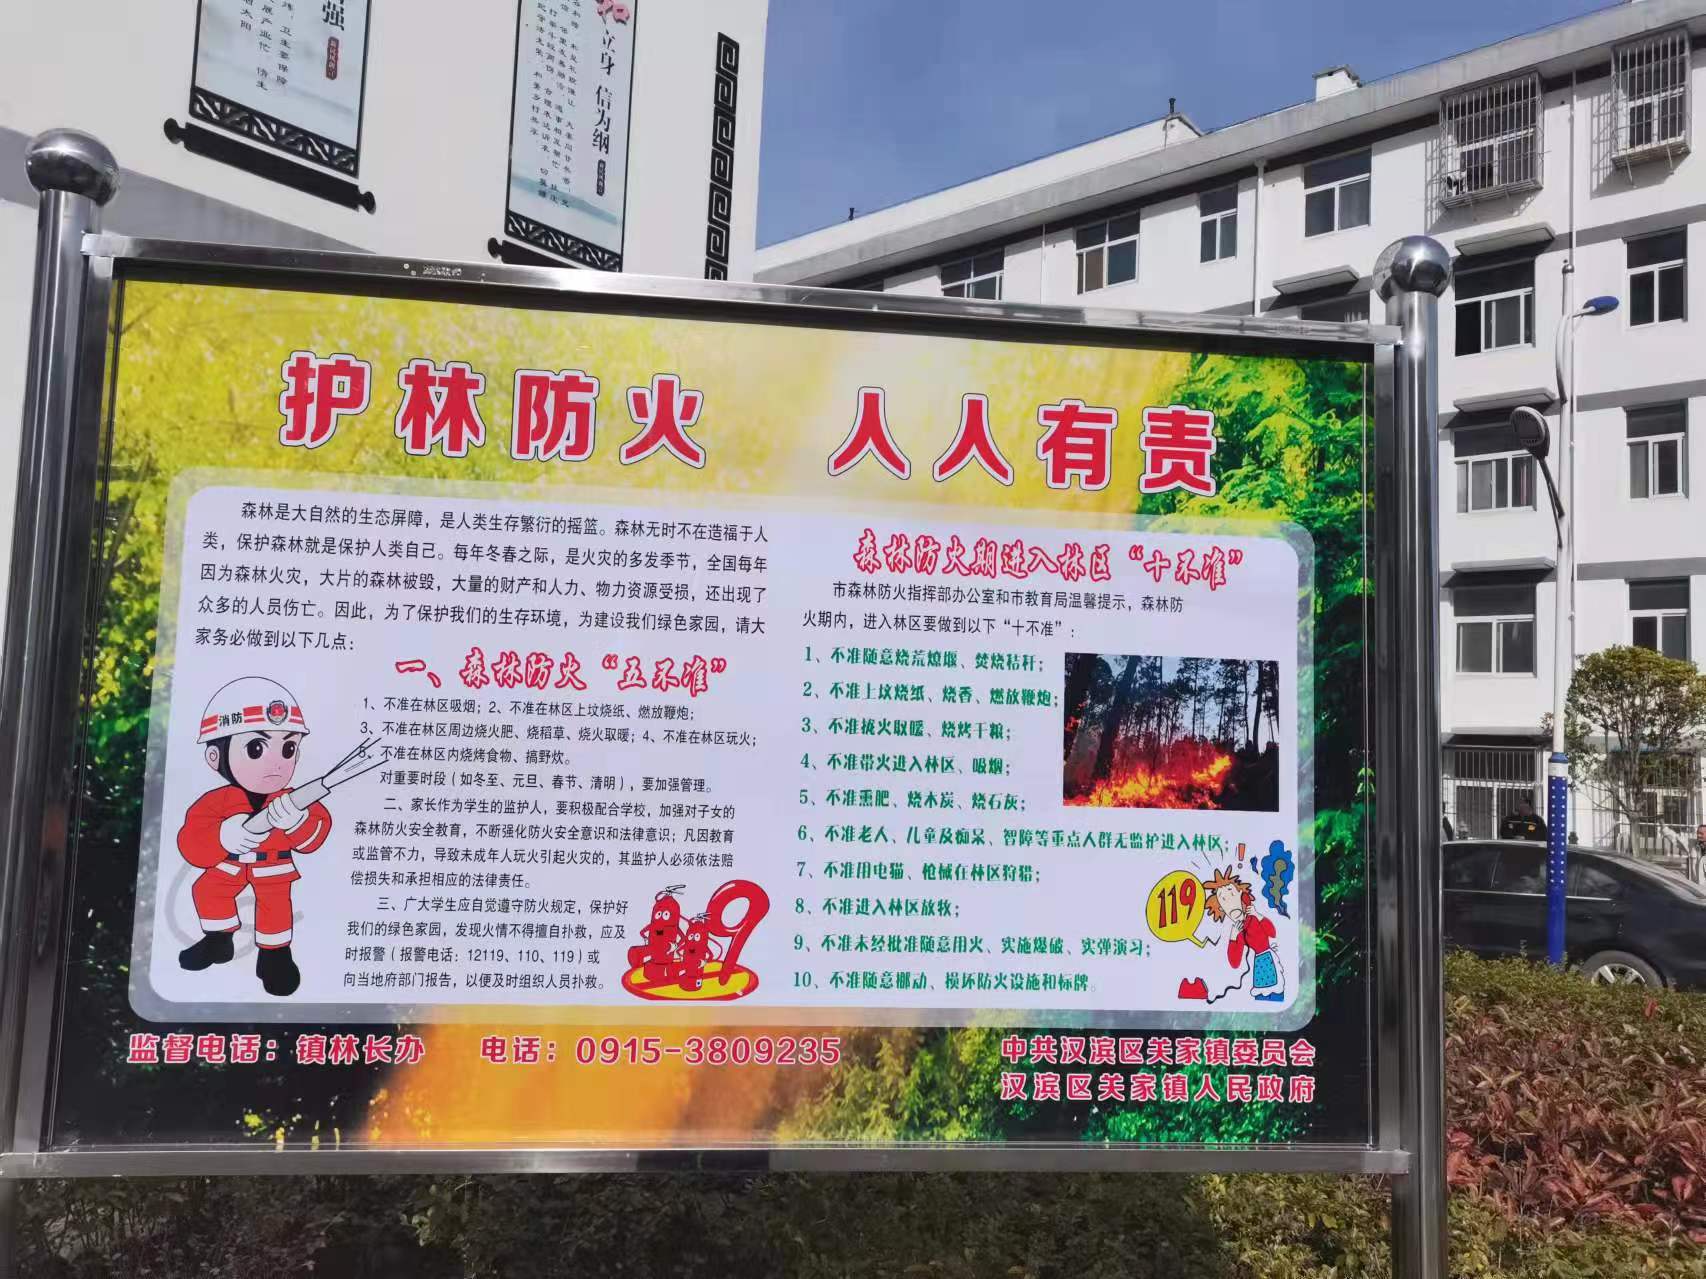 强
立身 信为纲
护林防火 人人有责
森林是大自然的生态屏障，是人类生存繁衍的摇篮。森林无时不在造福于人
类，保护森林就是保护人类自己。每年冬春之际，是火灾的多发季节，全国每年
因为森林火灾，大片的森林被毁，大量的财产和人力、物力资源受损，还出现了
众多的人员伤亡。因此，为了保护我们的生存环境，为建设我们绿色家园，请大
家务必做到以下几点：
一、森林防火“五不准”
1、不准在林区吸烟；2、不准在林区上坟烧纸、燃放鞭炮；
3、不准在林区周边烧火肥、烧稻草、烧火取暖；4、不准在林区玩火；
5、不准在林区内烧烤食物、搞野炊。
对重要时段（如冬至、元旦、春节、清明），要加强管理。
二、家长作为学生的监护人，要积极配合学校，加强对子女的
森林防火安全教育，不断强化防火安全意识和法律意识；凡因教育
或监管不力，导致未成年人玩火引起火灾的，其监护人必须依法赔
偿损失和承担相应的法律责任。
三、广大学生应自觉遵守防火规定，保护好
我们的绿色家园，发现火情不得擅自扑救，应及
时报警（报警电话：12119、110、119）或
向当地府部门报告，以便及时组织人员扑救。
消防
森林防火期进入林区“十不准”
市森林防火指挥部办公室和市教育局温馨提示，森林防
火期内，进入林区要做到以下“十不准”：
1、不准随意烧荒燎堰、焚烧秸秆；
2、不准上坟烧纸、烧香、燃放鞭炮；
3、不准拢火取暖、烧烤干粮；
4、不准带火进入林区、吸烟；
5、不准熏肥、烧木炭、烧石灰；
6、不准老人、儿童及痴呆、智障等重点人群无监护进入林区；
7、不准用电猫、枪械在林区狩猎；
8、不准进入林区放牧；
9、不准未经批准随意用火、实施爆破、实弹演习；
10、不准随意挪动、损坏防火设施和标牌。
119
监督电话：镇林长办 电话：0915-3809235
中共汉滨区关家镇委员会
汉滨区关家镇人民政府